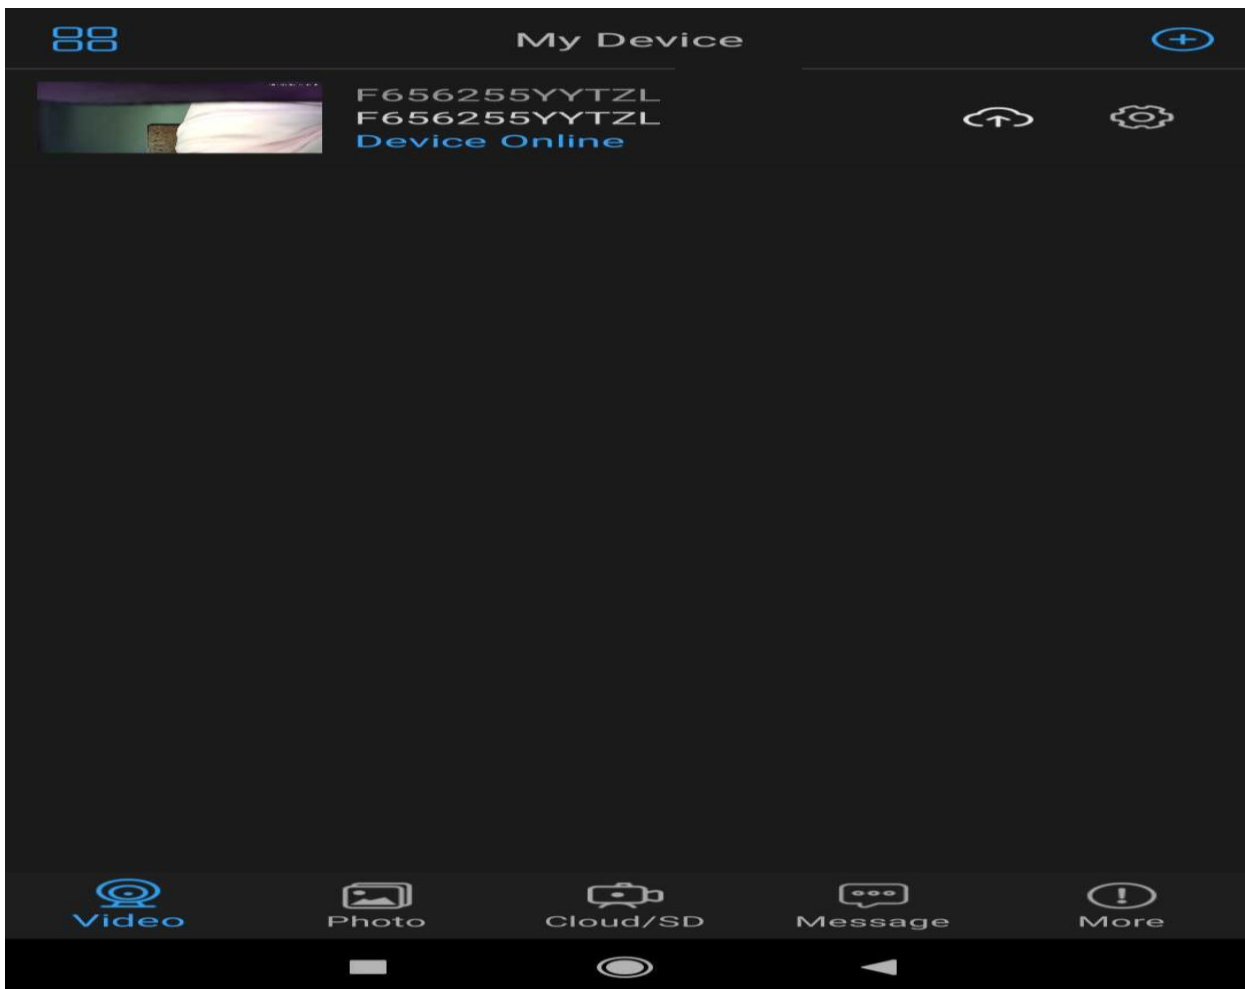 My Device
F656255YYTZL
F656255YYTZL
Device Online
Video
Photo
Cloud/SD
Message
More